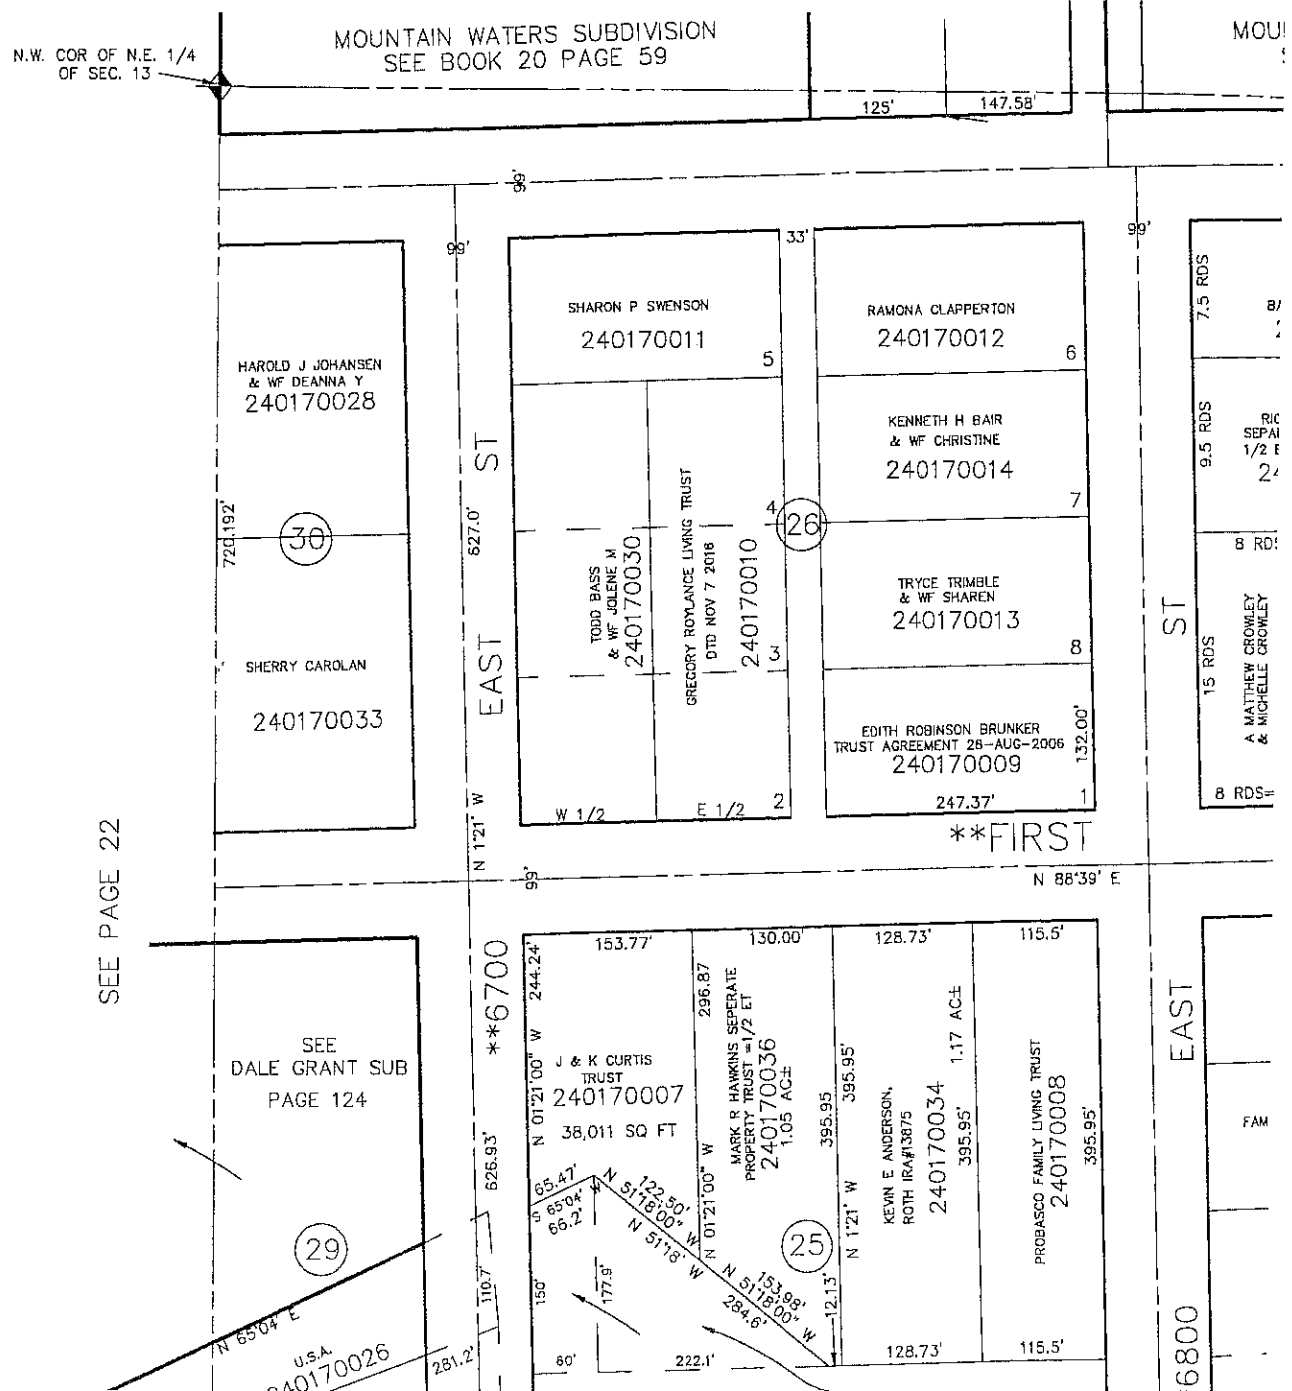 MOUNTAIN WATERS SUBDIVISION
SEE BOOK 20 PAGE 59
N.W. COR OF N.E. 1/4
OF SEC. 13
125'
147.58'
99'
99'
33'
99'
HAROLD J JOHANSEN
& WF DEANNA Y
240170028
720.192'
30
SHERRY CAROLAN
240170033
SEE PAGE 22
627.0'
EAST ST
N 1°21' W
SHARON P SWENSON
240170011
5
TODD BASS
& WF JOLENE M
240170030
GREGORY ROYLANCE LIVING TRUST
DTD NOV 7 2016
240170010
4
3
2
W 1/2
E 1/2
26
RAMONA CLAPPERTON
240170012
6
KENNETH H BAIR
& WF CHRISTINE
240170014
7
TRYCE TRIMBLE
& WF SHAREN
240170013
8
EDITH ROBINSON BRUNKER
TRUST AGREEMENT 28-AUG-2006
240170009
132.00'
247.37'
1
7.5 RDS
9.5 RDS
1/2 E
8 RDS
15 RDS
A MATTHEW CROWLEY
& MICHELLE CROWLEY
8 RDS=
ST
**FIRST
N 88°39' E
99'
SEE
DALE GRANT SUB
PAGE 124
29
N 65°04' E
U.S.A.
240170026
281.2'
**6700
626.93'
110.7'
153.77'
244.24'
N 01°21'00" W
J & K CURTIS
TRUST
240170007
38,011 SQ FT
65.47'
S 65°04' W
66.2'
122.50'
N 51°18'00" W
N 51°18' W
150'
177.9'
60'
222.1'
130.00'
296.87
MARK R HAWKINS SEPERATE
PROPERTY TRUST =1/2 ET
240170036
1.05 AC±
N 01°21'00" W
395.95
25
153.98'
N 51°18'00" W
284.6'
12.13'
128.73'
395.95'
N 1°21' W
KEVIN E ANDERSON,
ROTH IRA#13875
240170034
395.95'
1.17 AC±
128.73'
115.5'
PROBASCO FAMILY LIVING TRUST
240170008
395.95'
115.5'
EAST
6800
FAM